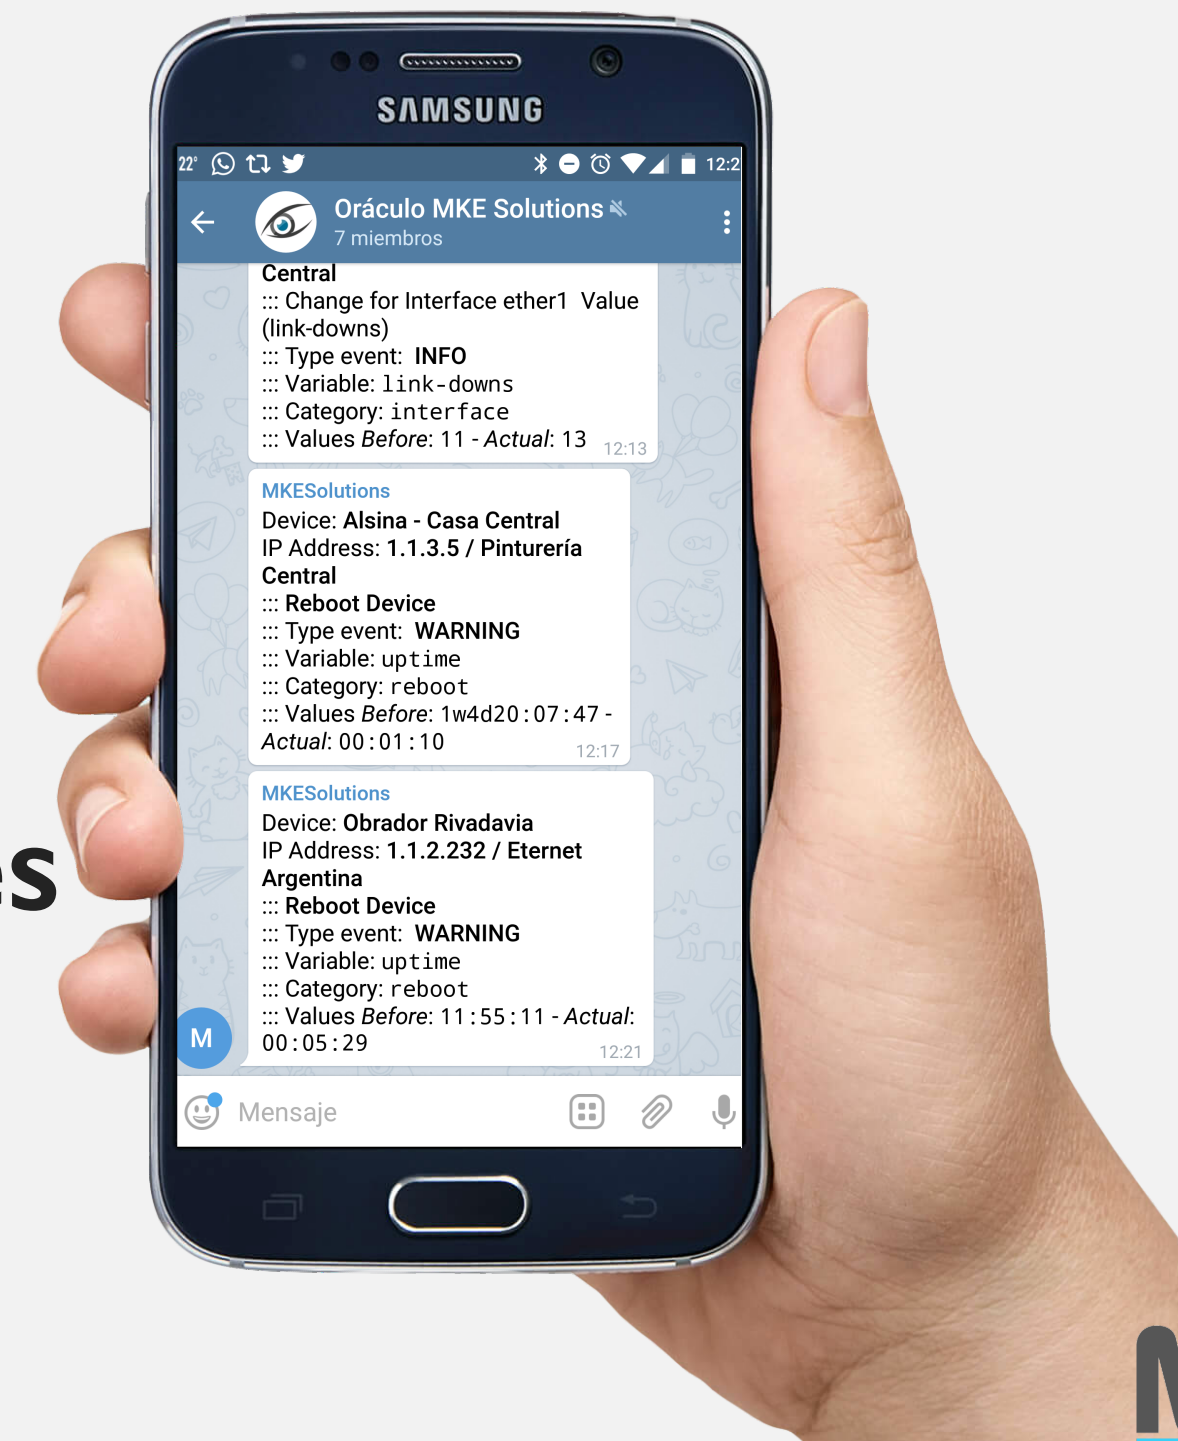 SAMSUNG
22° 12:2
Oráculo MKE Solutions
7 miembros
Central
::: Change for Interface ether1 Value
(link-downs)
::: Type event: INFO
::: Variable: link-downs
::: Category: interface
::: Values Before: 11 - Actual: 13 12:13
MKESolutions
Device: Alsina - Casa Central
IP Address: 1.1.3.5 / Pinturería
Central
::: Reboot Device
::: Type event: WARNING
::: Variable: uptime
::: Category: reboot
::: Values Before: 1w4d20:07:47 -
Actual: 00:01:10 12:17
MKESolutions
Device: Obrador Rivadavia
IP Address: 1.1.2.232 / Eternet
Argentina
::: Reboot Device
::: Type event: WARNING
::: Variable: uptime
::: Category: reboot
::: Values Before: 11:55:11 - Actual:
00:05:29 12:21
M
Mensaje